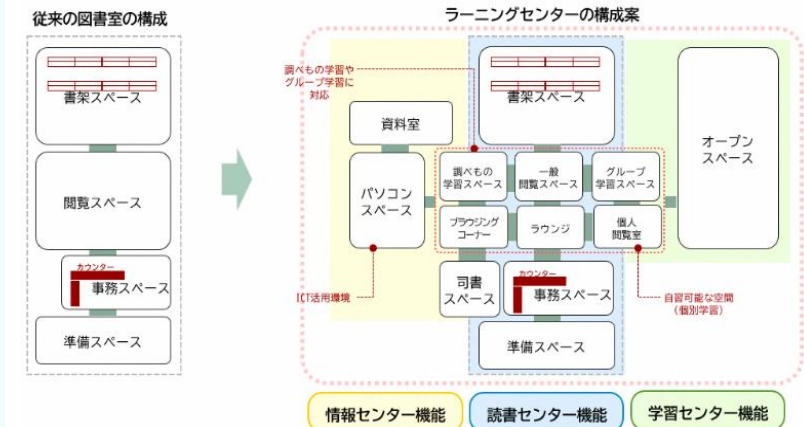 従来の図書室の構成
書架スペース
閲覧スペース
カウンター
事務スペース
準備スペース
ラーニングセンターの構成案
調べもの学習や
グループ学習に
対応
書架スペース
資料室
パソコン
スペース
調べもの
学習スペース
一般
閲覧スペース
グループ
学習スペース
オープン
スペース
ブラウジング
コーナー
ラウンジ
個人
閲覧室
ICT活用環境
司書
スペース
カウンター
事務スペース
自習可能な空間
(個別学習)
準備スペース
情報センター機能
読書センター機能
学習センター機能